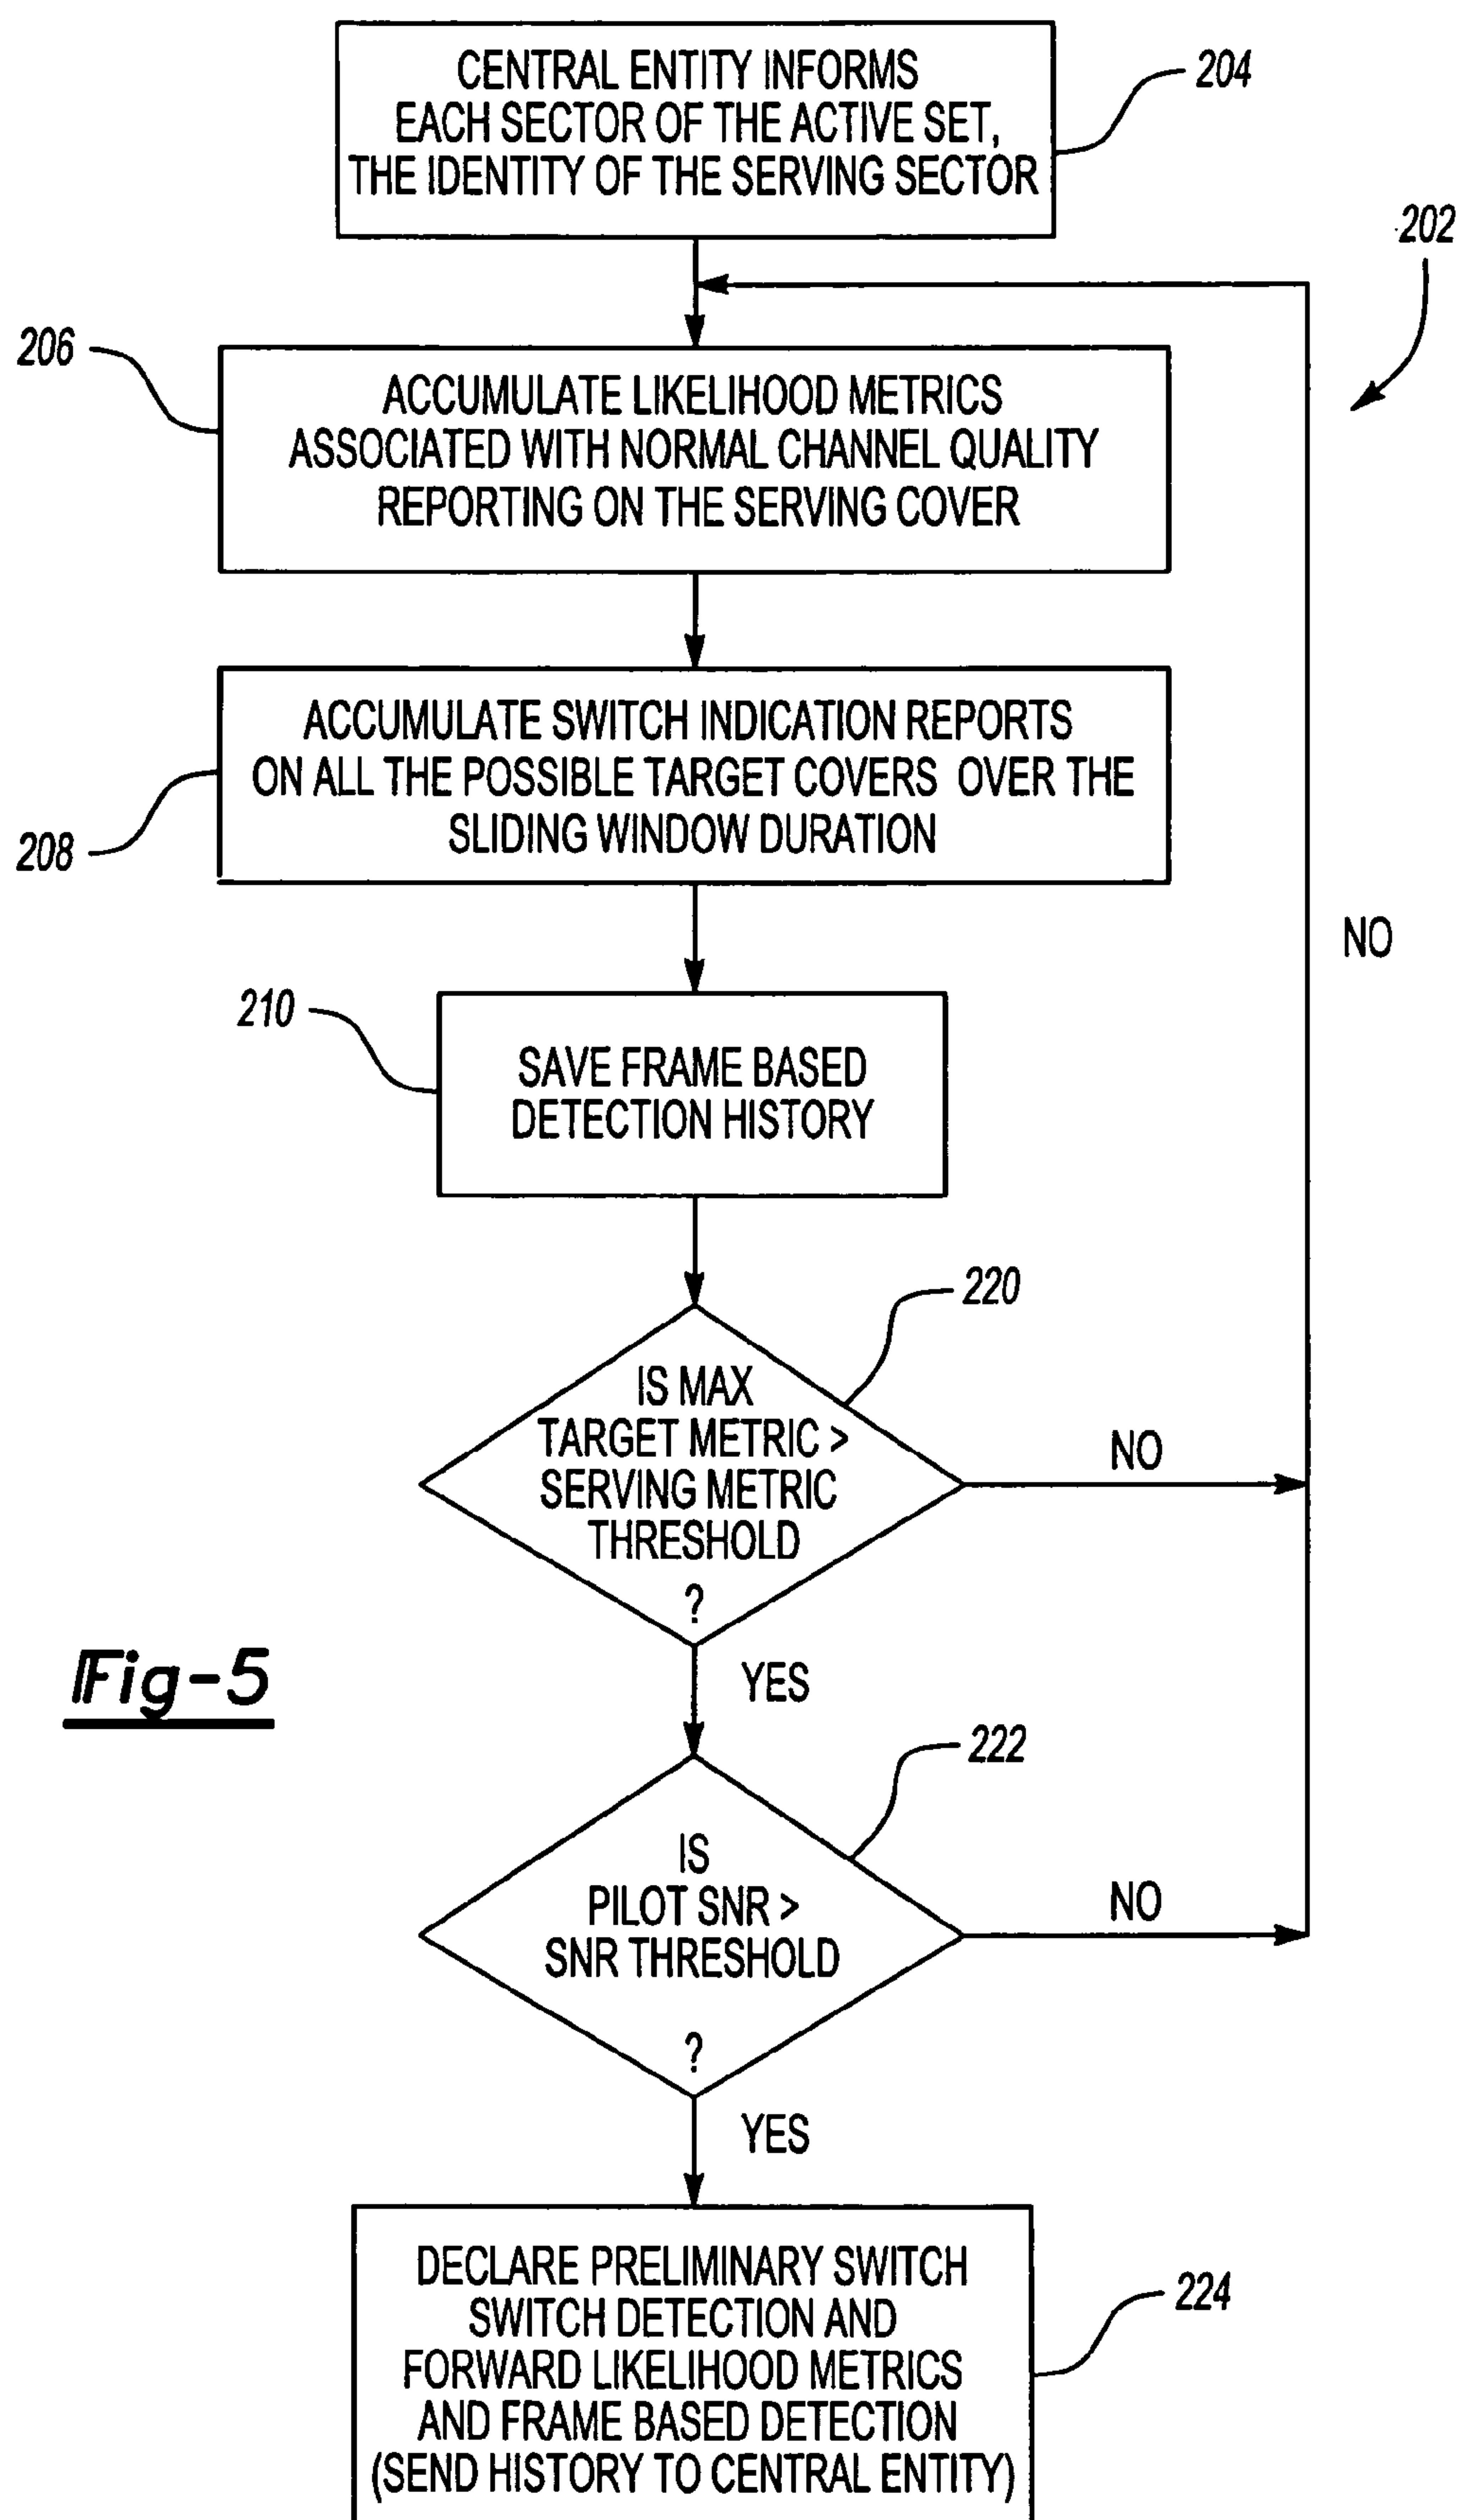 CENTRAL ENTITY INFORMS
EACH SECTOR OF THE ACTIVE SET,
THE IDENTITY OF THE SERVING SECTOR
204
202
206
ACCUMULATE LIKELIHOOD METRICS
ASSOCIATED WITH NORMAL CHANNEL QUALITY
REPORTING ON THE SERVING COVER
ACCUMULATE SWITCH INDICATION REPORTS
ON ALL THE POSSIBLE TARGET COVERS OVER THE
SLIDING WINDOW DURATION
208
NO
210
SAVE FRAME BASED
DETECTION HISTORY
220
IS MAX
TARGET METRIC >
SERVING METRIC
THRESHOLD
?
NO
YES
Fig-5
222
IS
PILOT SNR >
SNR THRESHOLD
?
NO
YES
DECLARE PRELIMINARY SWITCH
SWITCH DETECTION AND
FORWARD LIKELIHOOD METRICS
AND FRAME BASED DETECTION
(SEND HISTORY TO CENTRAL ENTITY)
224